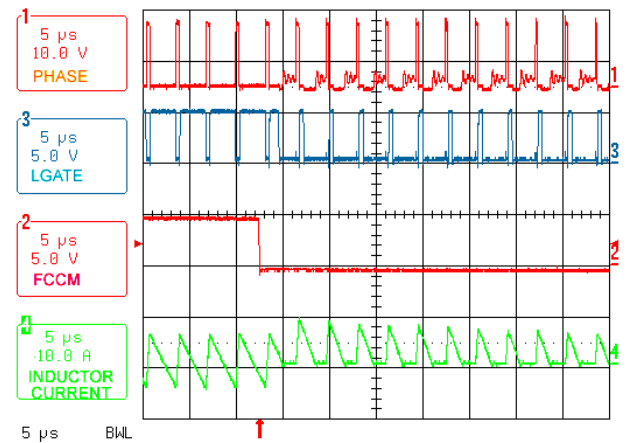 1
5 µs
10.0 V
PHASE
1
3
5 µs
5.0 V
LGATE
3
2
5 µs
5.0 V
FCCM
2
4
5 µs
10.0 A
INDUCTOR
CURRENT
4
5 µs BWL